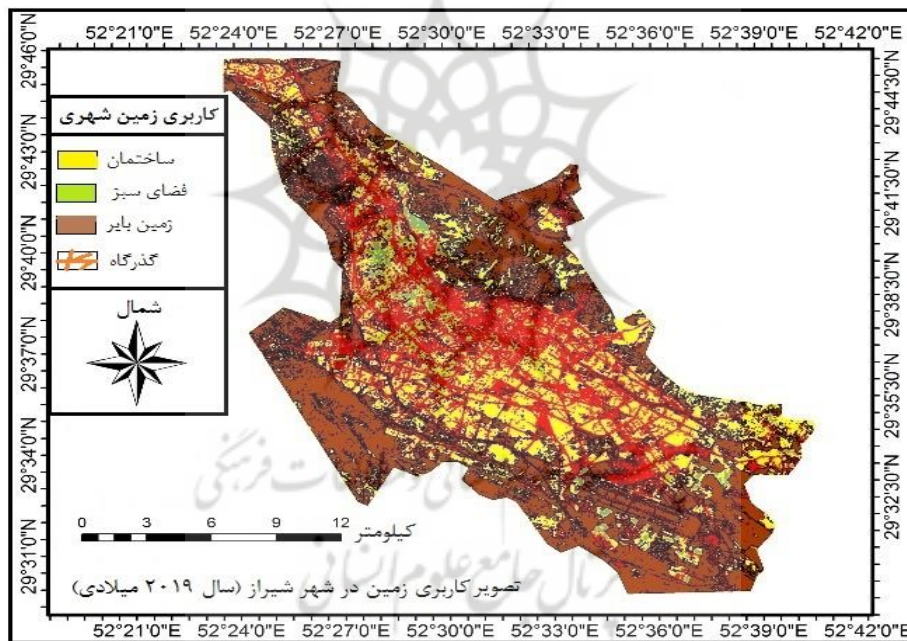 52°21'0"E 52°24'0"E 52°27'0"E 52°30'0"E 52°33'0"E 52°36'0"E 52°39'0"E 52°42'0"E
29°46'0"N
29°43'0"N
29°40'0"N
29°37'0"N
29°34'0"N
29°31'0"N
29°44'30"N
29°41'30"N
29°38'30"N
29°35'30"N
29°32'30"N
کاربری زمین شهری
ساختمان
فضای سبز
زمین بایر
گذرگاه
شمال
0 3 6 9 12
کیلومتر
تصویر کاربری زمین در شهر شیراز (سال ۲۰۱۹ میلادی)
پرتال جامع علوم انسانی
52°21'0"E 52°24'0"E 52°27'0"E 52°30'0"E 52°33'0"E 52°36'0"E 52°39'0"E 52°42'0"E